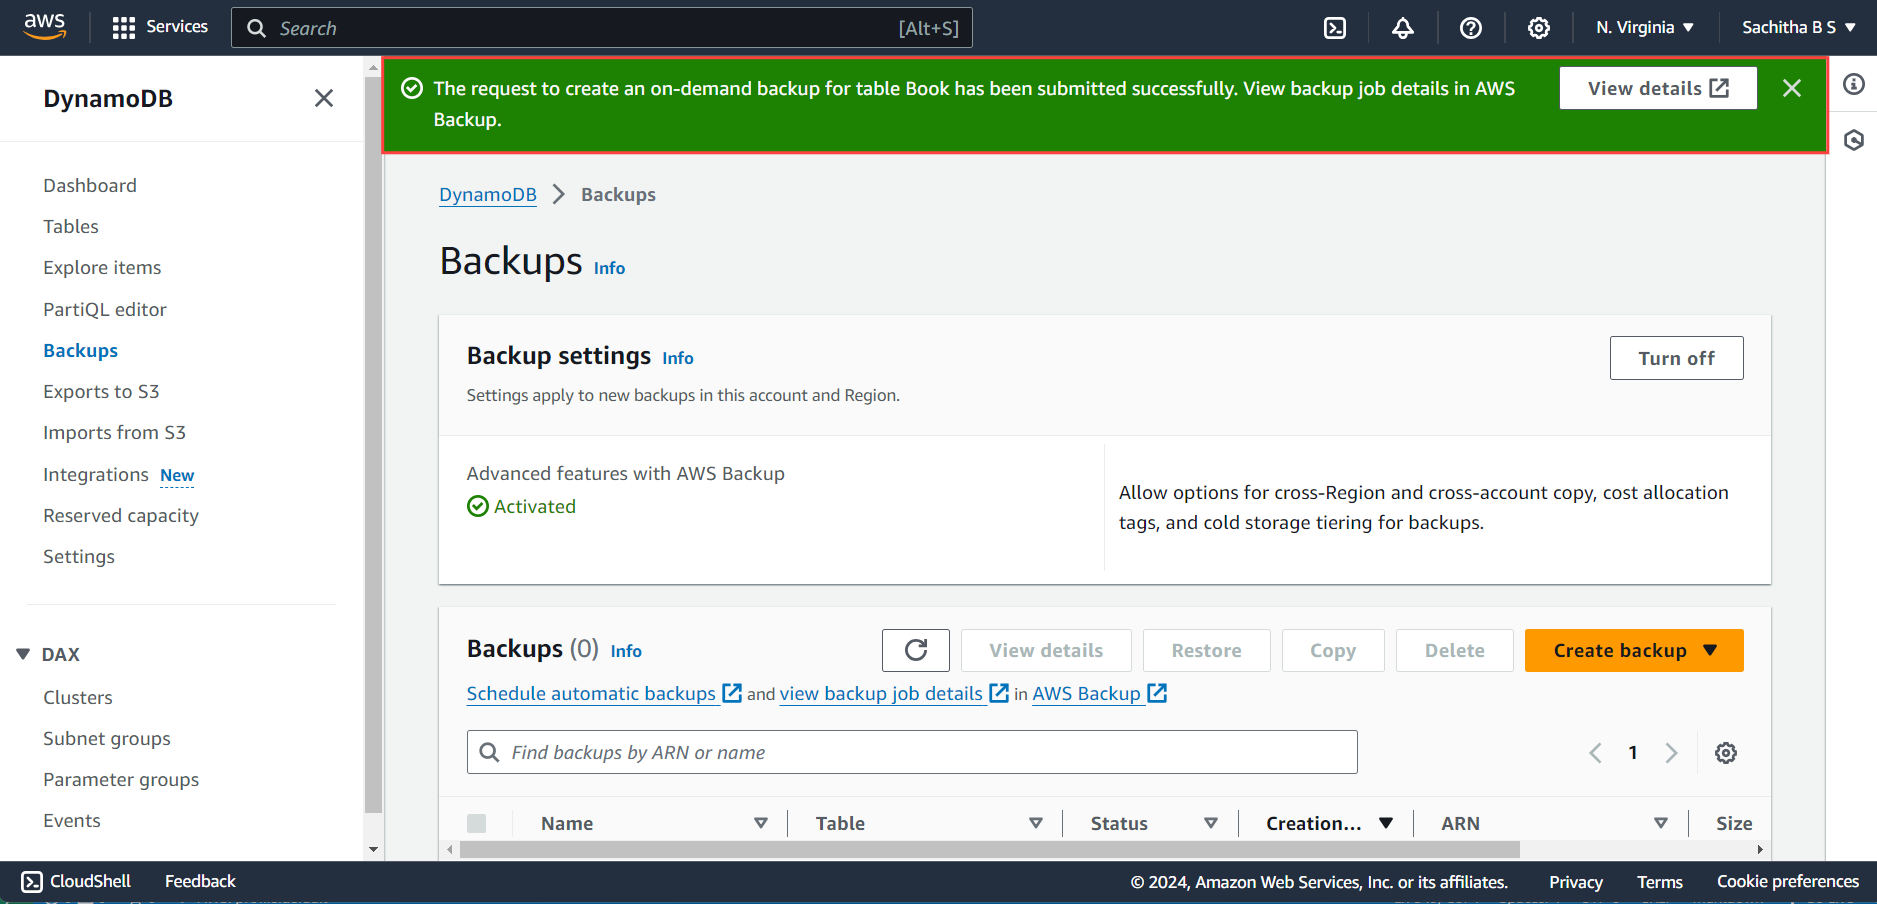 aws
Services
Search
[Alt+S]
N. Virginia
Sachitha B S
DynamoDB
Dashboard
Tables
Explore items
PartiQL editor
Backups
Exports to S3
Imports from S3
Integrations New
Reserved capacity
Settings
DAX
Clusters
Subnet groups
Parameter groups
Events
The request to create an on-demand backup for table Book has been submitted successfully. View backup job details in AWS
Backup.
View details
DynamoDB
Backups
Backups Info
Backup settings Info
Settings apply to new backups in this account and Region.
Turn off
Advanced features with AWS Backup
Activated
Allow options for cross-Region and cross-account copy, cost allocation
tags, and cold storage tiering for backups.
Backups (0) Info
View details
Restore
Copy
Delete
Create backup
Schedule automatic backups and view backup job details in AWS Backup
Find backups by ARN or name
1
Name
Table
Status
Creation...
ARN
Size
CloudShell
Feedback
© 2024, Amazon Web Services, Inc. or its affiliates.
Privacy
Terms
Cookie preferences